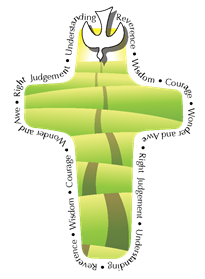 Reverence • Wisdom • Courage • Wonder and Awe • Right Judgement • Understanding • Reverence • Wisdom • Courage • Wonder and Awe • Right Judgement • Understanding